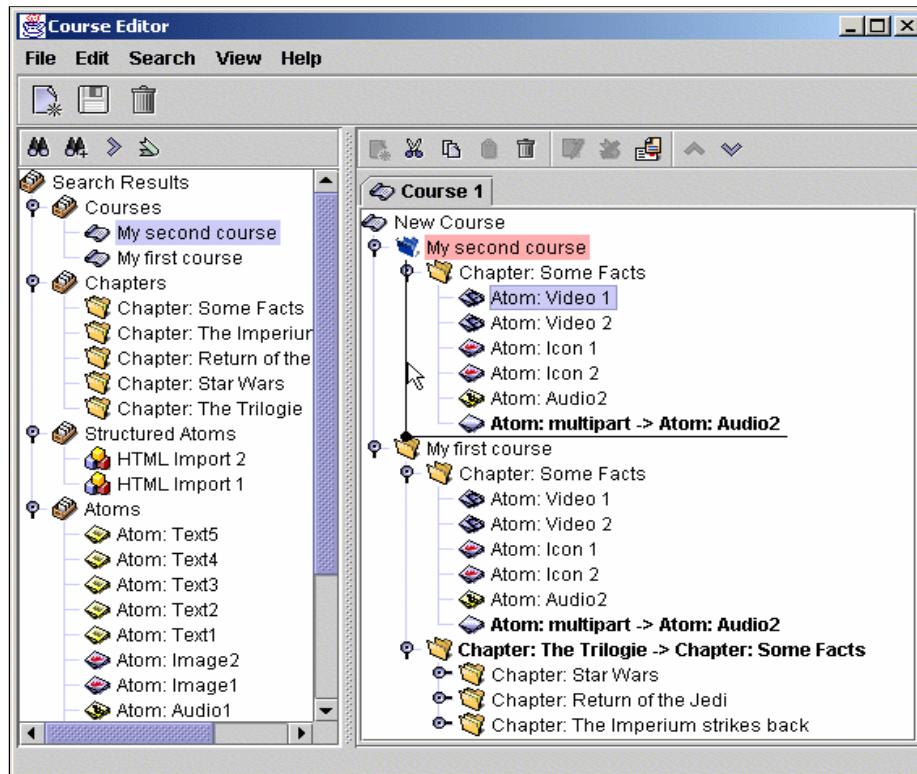 Course Editor
File Edit Search View Help
Search Results
Courses
My second course
My first course
Chapters
Chapter: Some Facts
Chapter: The Imperiur
Chapter: Return of the
Chapter: Star Wars
Chapter: The Trilogie
Structured Atoms
HTML Import 2
HTML Import 1
Atoms
Atom: Text5
Atom: Text4
Atom: Text3
Atom: Text2
Atom: Text1
Atom: Image2
Atom: Image1
Atom: Audio1
Course 1
New Course
My second course
Chapter: Some Facts
Atom: Video 1
Atom: Video 2
Atom: Icon 1
Atom: Icon 2
Atom: Audio2
Atom: multipart -> Atom: Audio2
My first course
Chapter: Some Facts
Atom: Video 1
Atom: Video 2
Atom: Icon 1
Atom: Icon 2
Atom: Audio2
Atom: multipart -> Atom: Audio2
Chapter: The Trilogie -> Chapter: Some Facts
Chapter: Star Wars
Chapter: Return of the Jedi
Chapter: The Imperium strikes back